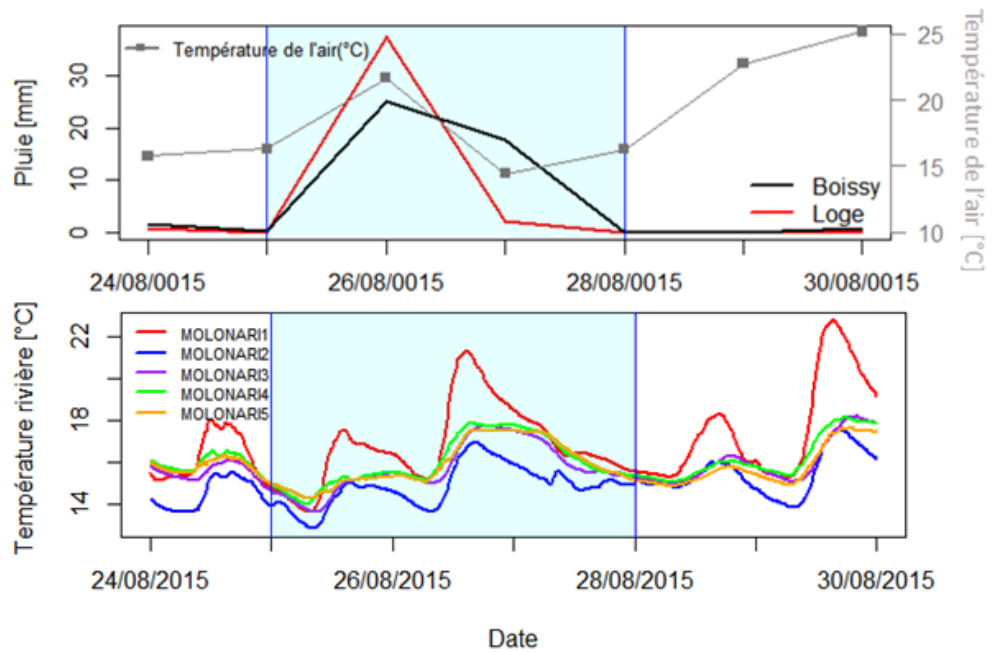 Température de l'air(°C)
Pluie [mm]
0
10
20
30
10
15
20
25
Température de l'air [°C]
Boissy
Loge
24/08/0015
26/08/0015
28/08/0015
30/08/0015
Température rivière [°C]
14
18
22
MOLONARI1
MOLONARI2
MOLONARI3
MOLONARI4
MOLONARI5
24/08/2015
26/08/2015
28/08/2015
30/08/2015
Date